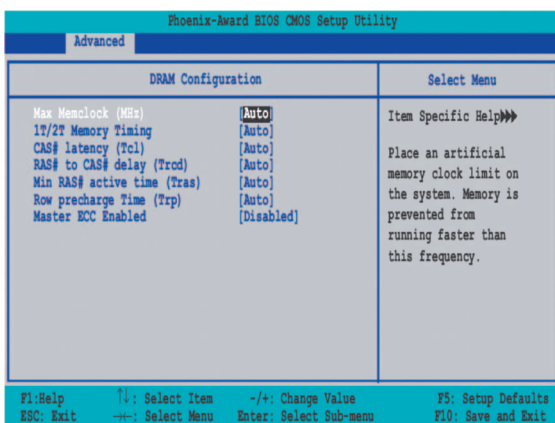 Phoenix-Award BIOS CMOS Setup Utility
Advanced
DRAM Configuration
Select Menu
Max Memclock (MHz) [Auto]
1T/2T Memory Timing [Auto]
CAS# latency (Tcl) [Auto]
RAS# to CAS# delay (Trcd) [Auto]
Min RAS# active time (Tras) [Auto]
Row precharge Time (Trp) [Auto]
Master ECC Enabled [Disabled]
Item Specific Help
Place an artificial
memory clock limit on
the system. Memory is
prevented from
running faster than
this frequency.
F1:Help ↑↓: Select Item -/+: Change Value F5: Setup Defaults
ESC: Exit →←: Select Menu Enter: Select Sub-menu F10: Save and Exit